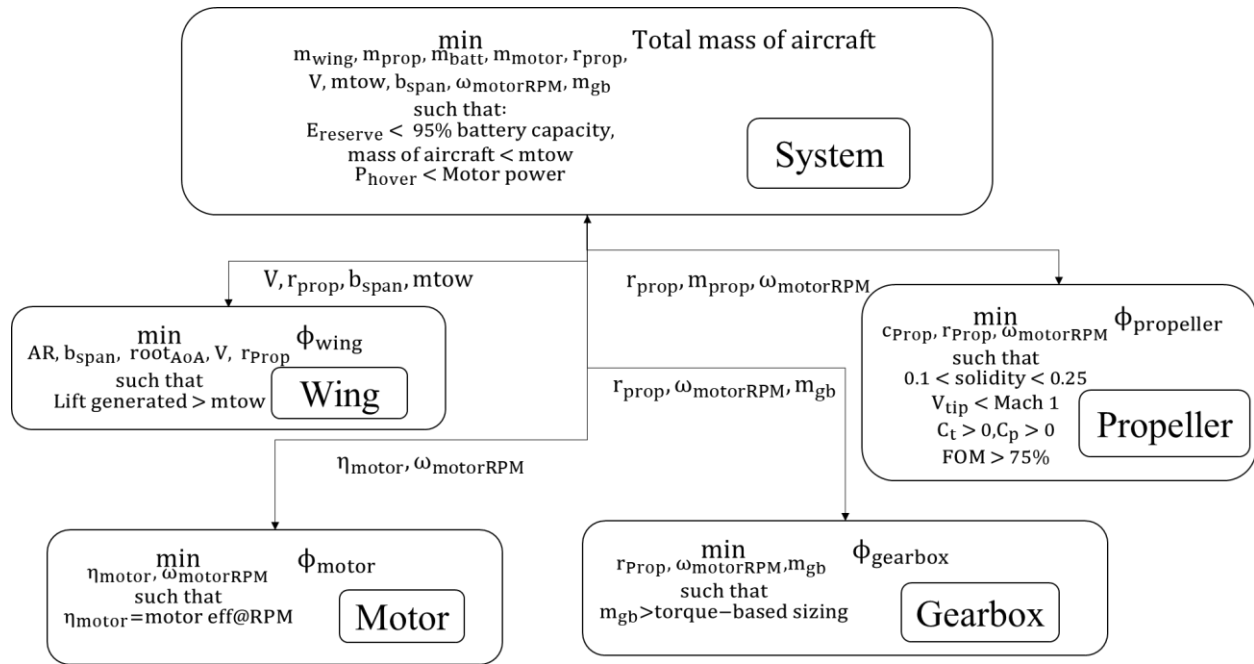 min Total mass of aircraft
m_wing, m_prop, m_batt, m_motor, r_prop,
V, mtow, b_span, ω_motorRPM, m_gb
such that:
E_reserve < 95% battery capacity,
mass of aircraft < mtow
P_hover < Motor power
System
V, r_prop, b_span, mtow
r_prop, m_prop, ω_motorRPM
min ϕ_wing
AR, b_span, root_AoA, V, r_Prop
such that
Lift generated > mtow
Wing
min ϕ_propeller
c_Prop, r_Prop, ω_motorRPM
such that
0.1 < solidity < 0.25
V_tip < Mach 1
C_t > 0, C_p > 0
FOM > 75%
Propeller
r_prop, ω_motorRPM, m_gb
η_motor, ω_motorRPM
min ϕ_motor
η_motor, ω_motorRPM
such that
η_motor=motor eff@RPM
Motor
min ϕ_gearbox
r_Prop, ω_motorRPM, m_gb
such that
m_gb>torque−based sizing
Gearbox